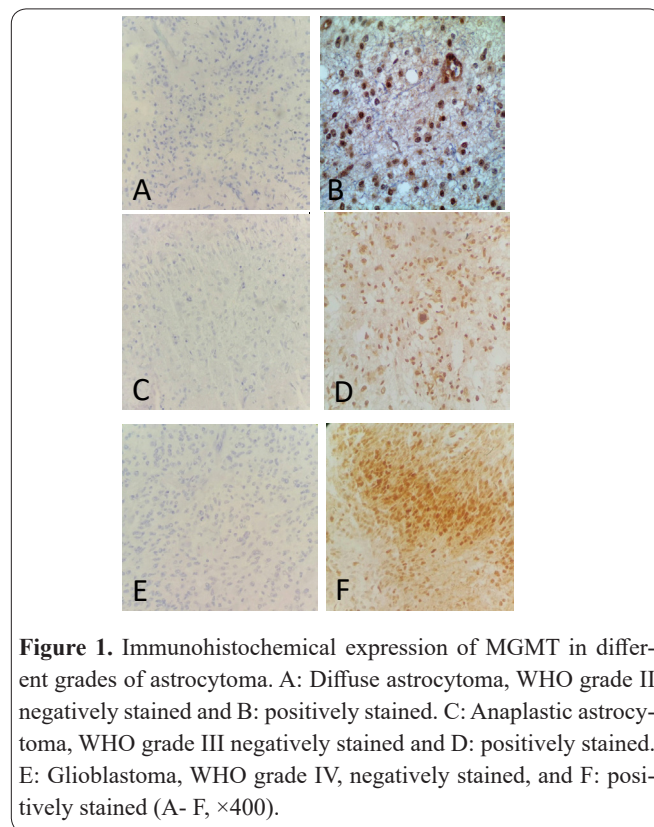 A
B
C
D
E
F
Figure 1. Immunohistochemical expression of MGMT in differ-
ent grades of astrocytoma. A: Diffuse astrocytoma, WHO grade II
negatively stained and B: positively stained. C: Anaplastic astrocy-
toma, WHO grade III negatively stained and D: positively stained.
E: Glioblastoma, WHO grade IV, negatively stained, and F: posi-
tively stained (A- F, ×400).